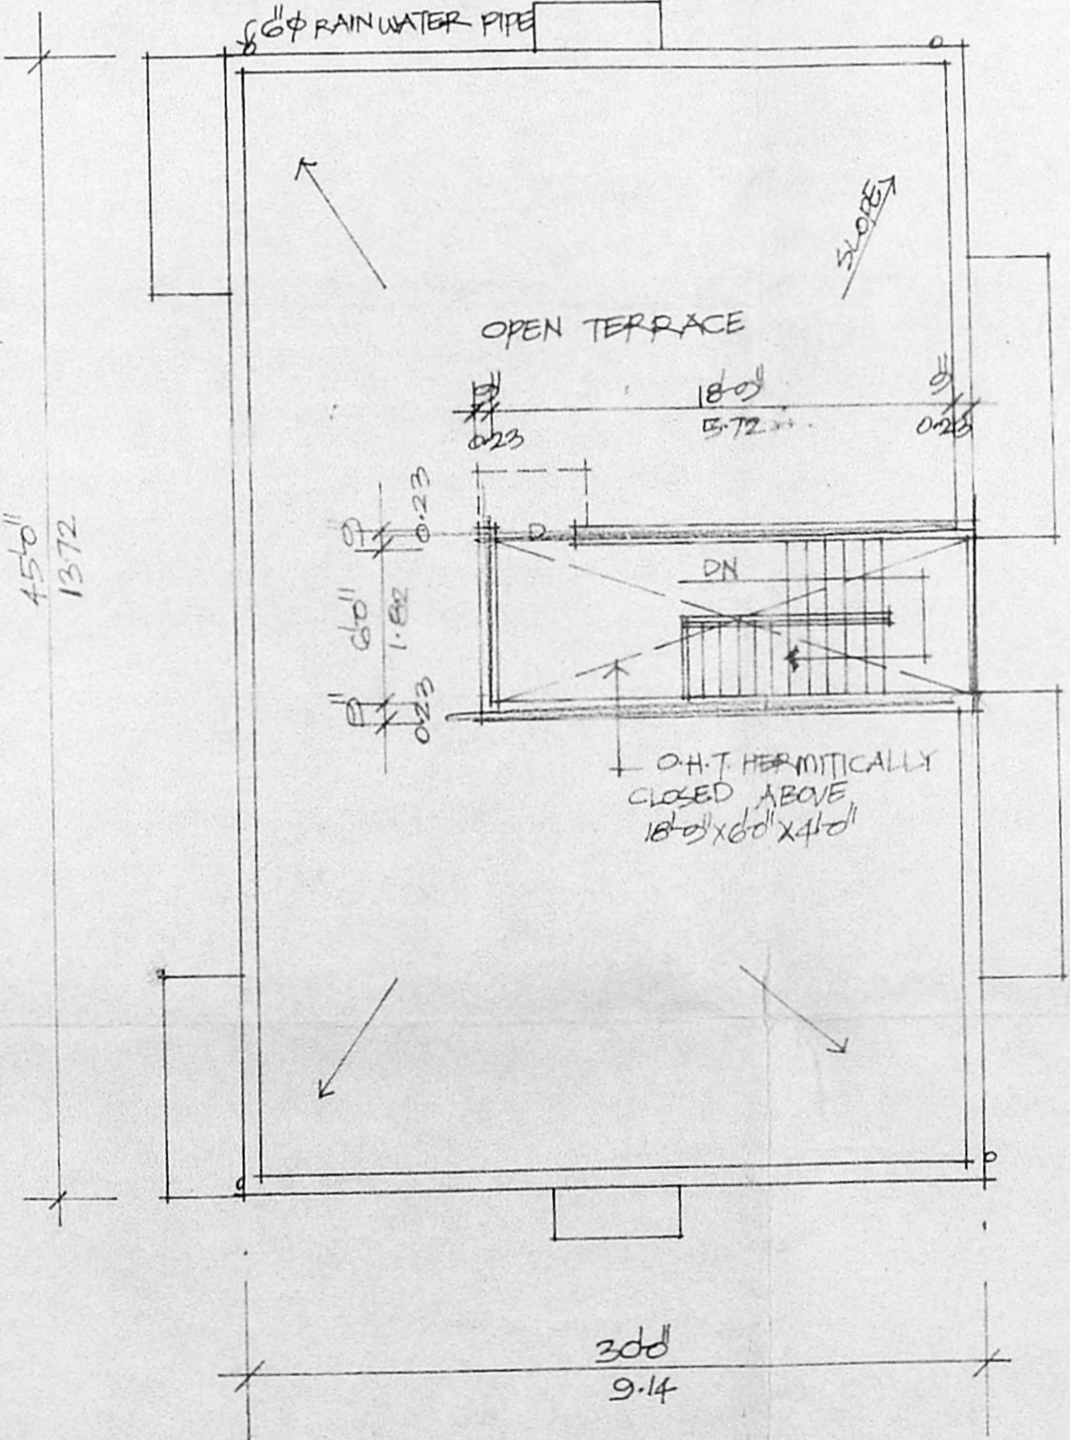 6"φ RAIN WATER PIPE
SLOPE
OPEN TERRACE
9"
18'-9"
9"
0.23
5.72
0.23
45'-0"
13.72
9"
0.23
D
DN
6'-0"
1.82
9"
0.23
O.H.T. HERMITICALLY
CLOSED ABOVE
18'-9"X6'-0"X4'-0"
30'-0"
9.14